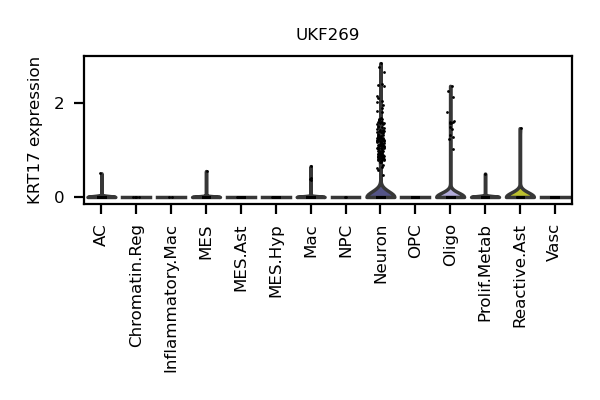 UKF269
KRT17 expression
2
0
AC
Chromatin.Reg
Inflammatory.Mac
MES
MES.Ast
MES.Hyp
Mac
NPC
Neuron
OPC
Oligo
Prolif.Metab
Reactive.Ast
Vasc